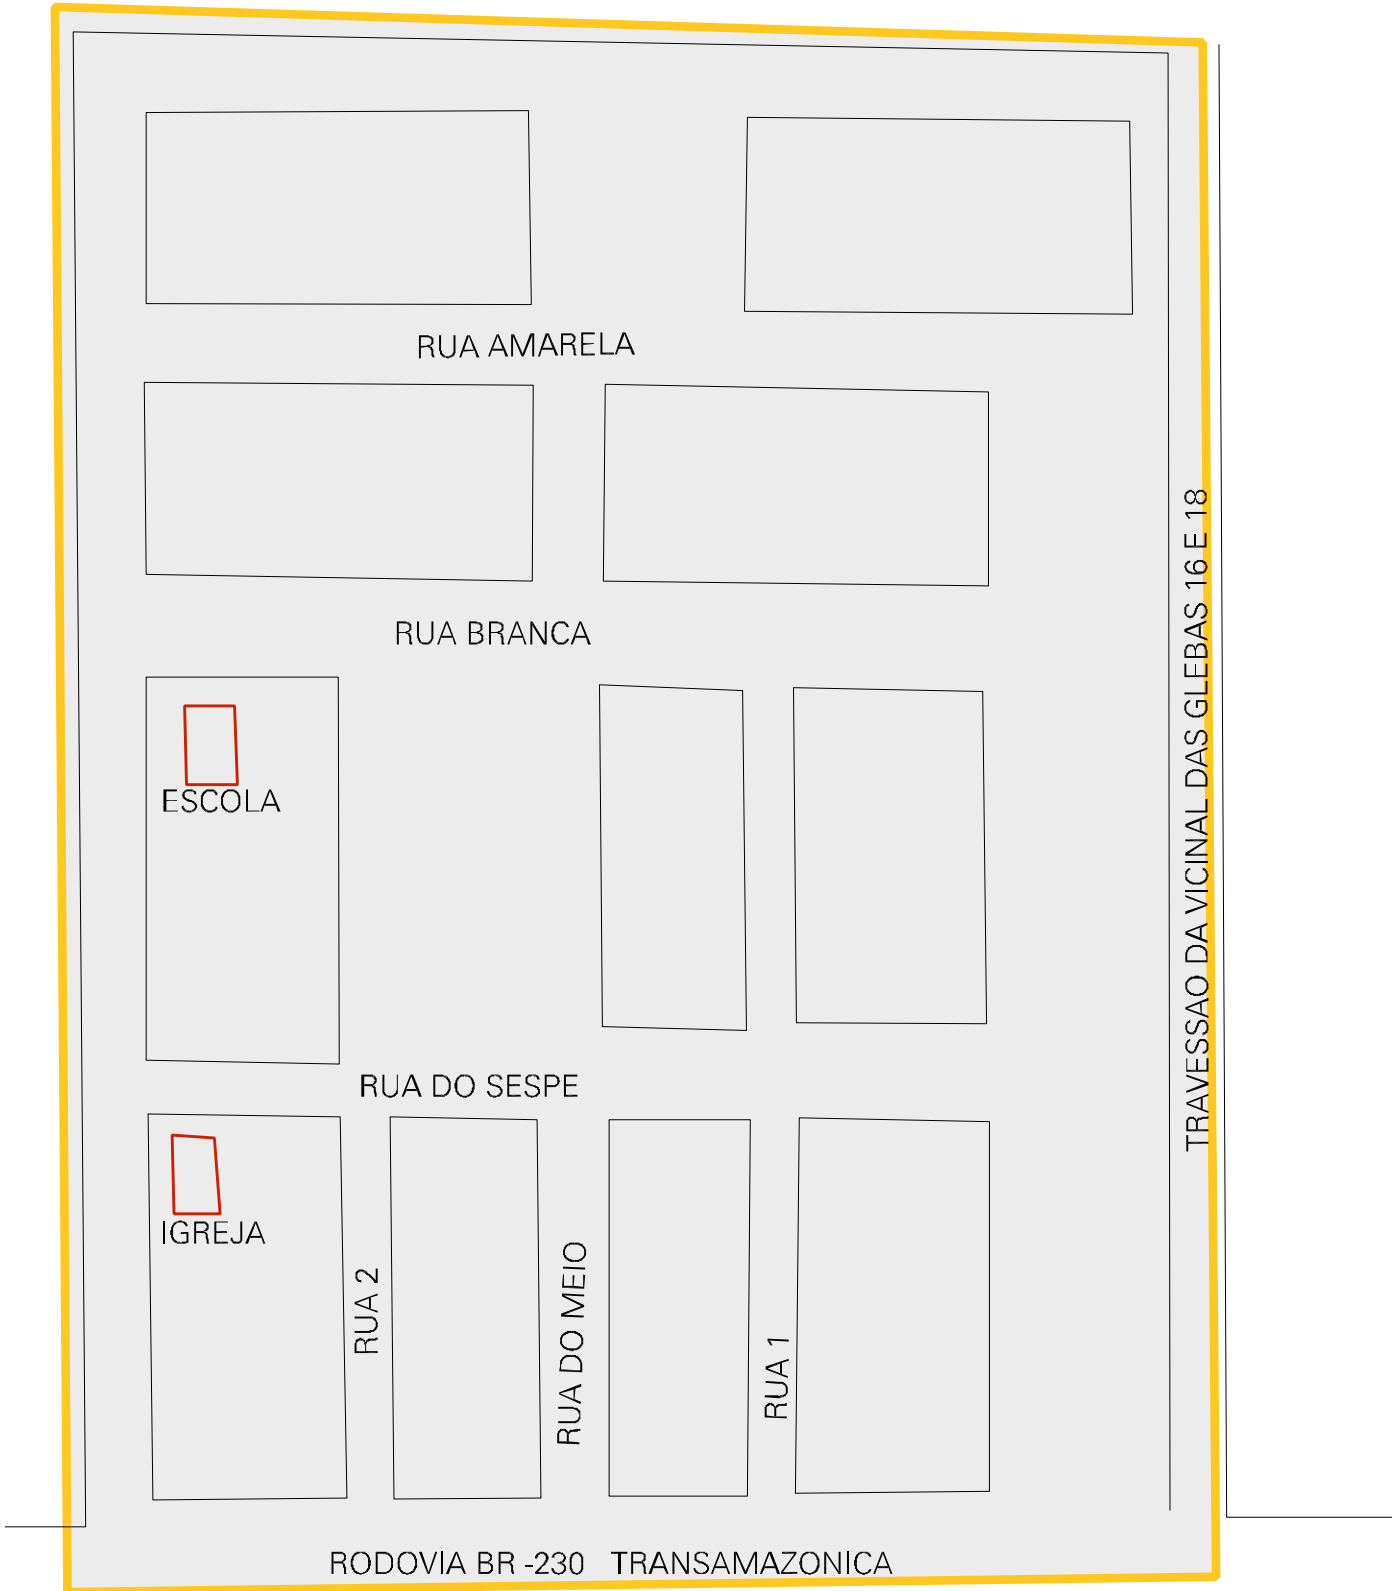 RUA AMARELA
RUA BRANCA
TRAVESSAO DA VICINAL DAS GLEBAS 16 E 18
ESCOLA
RUA DO SESPE
IGREJA
RUA 2
RUA DO MEIO
RUA 1
RODOVIA BR -230 TRANSAMAZONICA